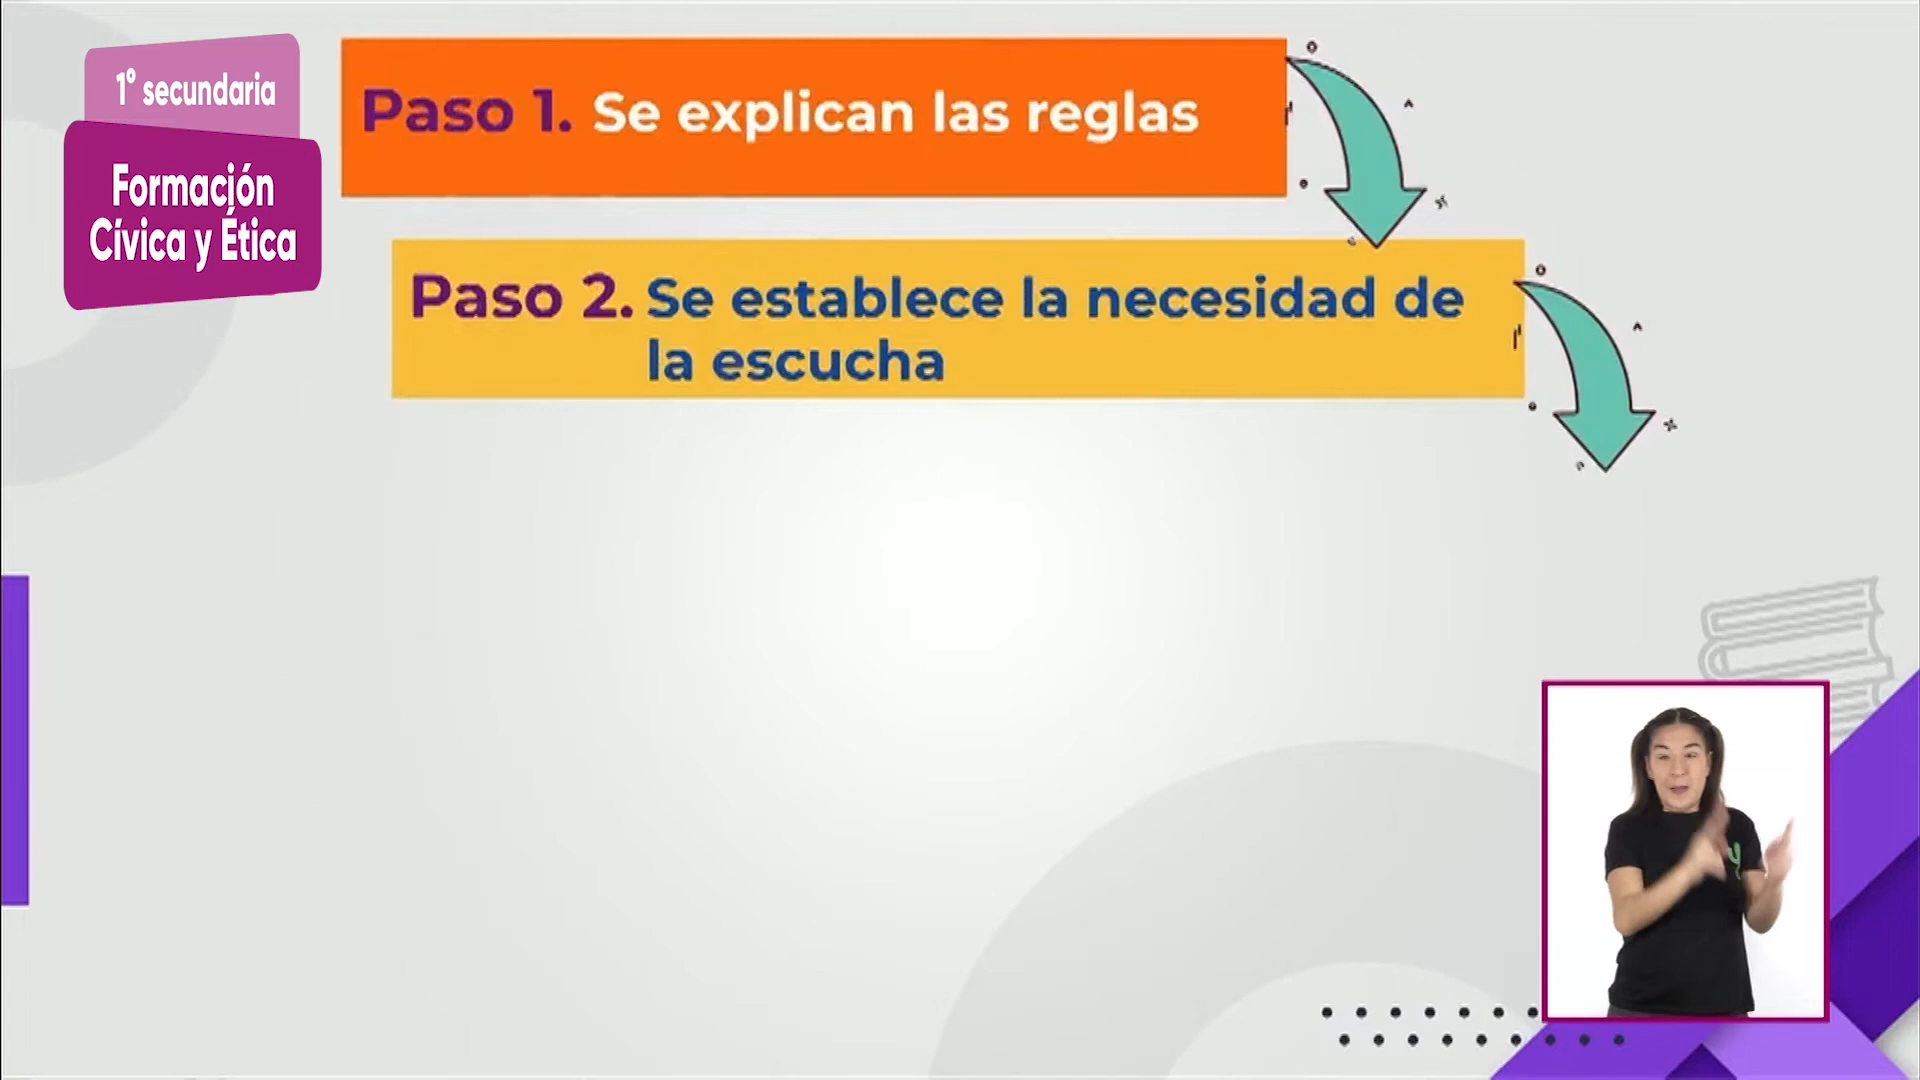 1° secundaria
Formación
Cívica y Ética
Paso 1. Se explican las reglas
Paso 2. Se establece la necesidad de
la escucha